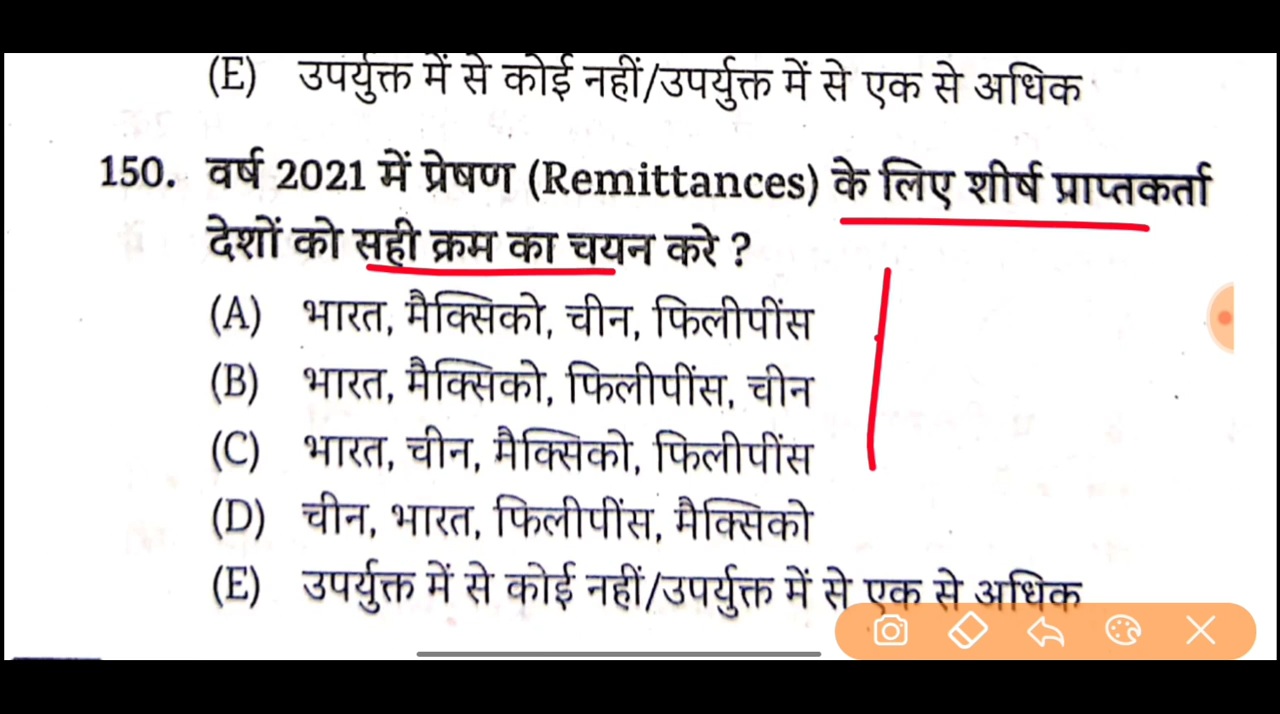 (E) उपर्युक्त में से कोई नहीं/उपर्युक्त में से एक से अधिक
150. वर्ष 2021 में प्रेषण (Remittances) के लिए शीर्ष प्राप्तकर्ता
देशों को सही क्रम का चयन करे ?
(A) भारत, मैक्सिको, चीन, फिलीपींस
(B) भारत, मैक्सिको, फिलीपींस, चीन
(C) भारत, चीन, मैक्सिको, फिलीपींस
(D) चीन, भारत, फिलीपींस, मैक्सिको
(E) उपर्युक्त में से कोई नहीं/उपर्युक्त में से एक से अधिक